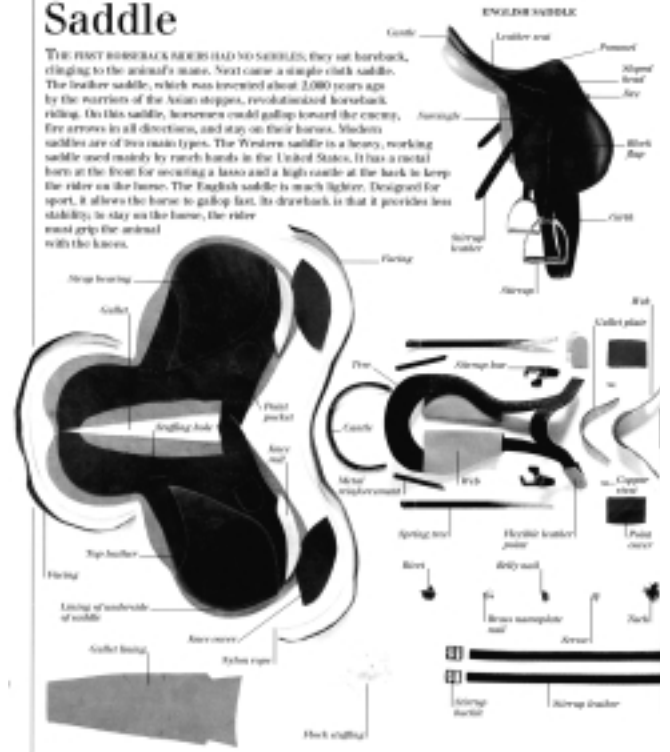 Saddle
THE FIRST HORSEBACK RIDERS HAD NO SADDLES; they sat bareback,
clinging to the animal's mane. Next came a simple cloth saddle.
The leather saddle, which was invented about 2,000 years ago
by the warriors of the Asian steppes, revolutionized horseback
riding. On this saddle, horsemen could gallop toward the enemy,
fire arrows in all directions, and stay on their horses. Modern
saddles are of two main types. The Western saddle is a heavy, working
saddle used mainly by ranch hands in the United States. It has a metal
horn at the front for securing a lasso and a high cantle at the back to keep
the rider on the horse. The English saddle is much lighter. Designed for
sport, it allows the horse to gallop fast. Its drawback is that it provides less
stability; to stay on the horse, the rider
must grip the animal
with the knees.
ENGLISH SADDLE
Cantle
Leather seat
Pommel
Skirt
Surcingle
flap
Girth
Stirrup
leather
Stirrup
Facing
Strap bearing
Gullet
Stuffing hole
Point
pocket
Knee
roll
Top leather
Facing
Lining of underside
of saddle
Knee cover
Nylon rope
Gullet lining
Flock stuffing
Tree
Stirrup bar
Gullet plate
Web
Cantle
Metal
reinforcement
Web
Copper
rivet
Spring tree
Flexible leather
point
Point
cover
Rivet
Belly nail
Brass nameplate
nail
Screw
Tack
Stirrup
buckle
Stirrup leather